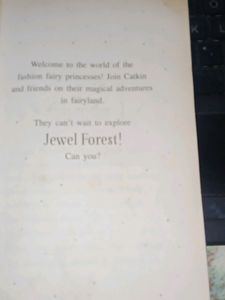 Welcome to the world of the
fashion fairy princesses! Join Catkin
and friends on their magical adventures
in fairyland.
They can't wait to explore
Jewel Forest!
Can you?